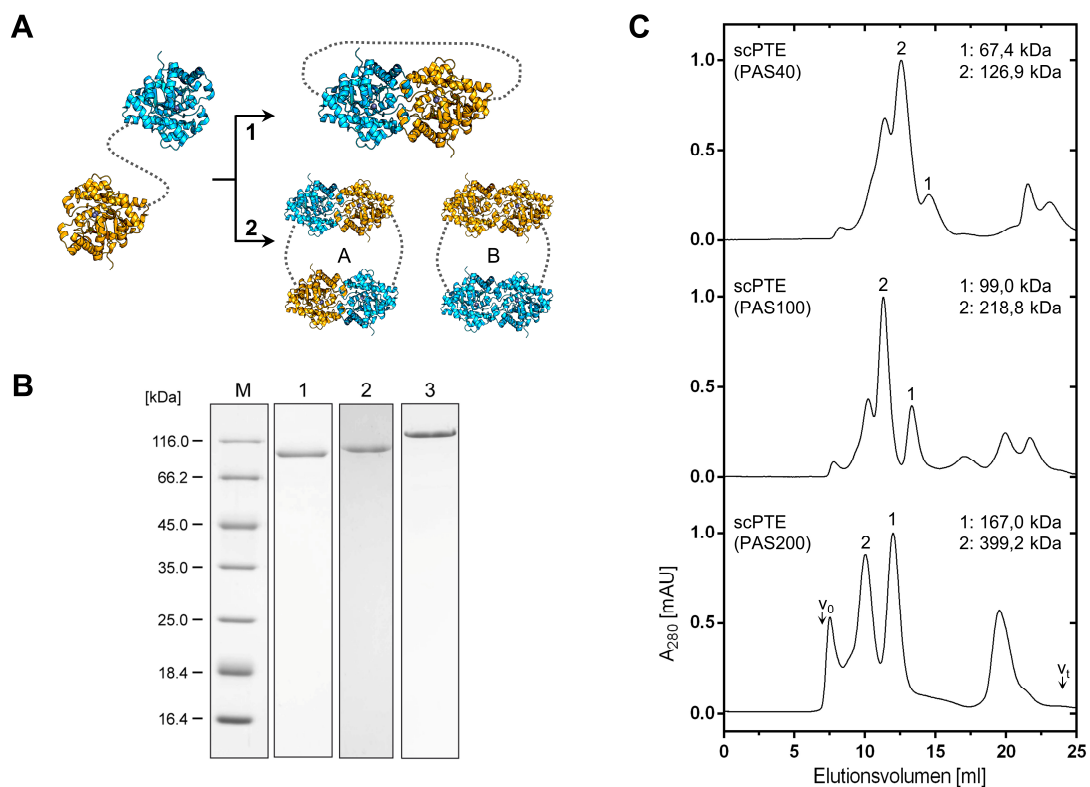 A
1
2
A
B
B
[kDa]
M
1
2
3
116.0
66.2
45.0
35.0
25.0
18.4
16.4
C
scPTE
(PAS40)
1: 67,4 kDa
2: 126,9 kDa
2
1
1.0
0.5
0.0
scPTE
(PAS100)
1: 99,0 kDa
2: 218,8 kDa
2
1
1.0
0.5
0.0
scPTE
(PAS200)
1: 167,0 kDa
2: 399,2 kDa
1
2
v0
vt
1.0
0.5
0.0
A280 [mAU]
0 5 10 15 20 25
Elutionsvolumen [ml]